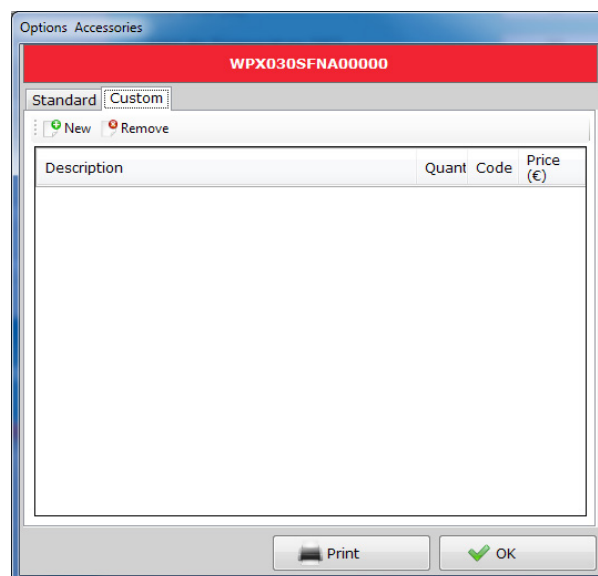 Options Accessories
WPX030SFNA00000
Standard Custom
New Remove
Description Quant Code Price
(€)
Print OK